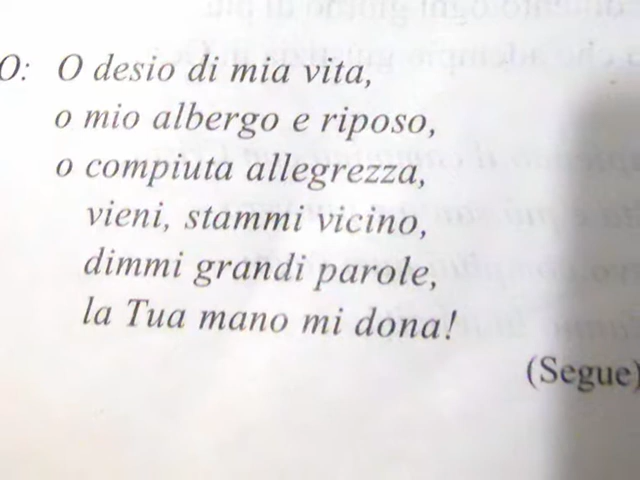 O: O desio di mia vita,
o mio albergo e riposo,
o compiuta allegrezza,
vieni, stammi vicino,
dimmi grandi parole,
la Tua mano mi dona!
(Segue)